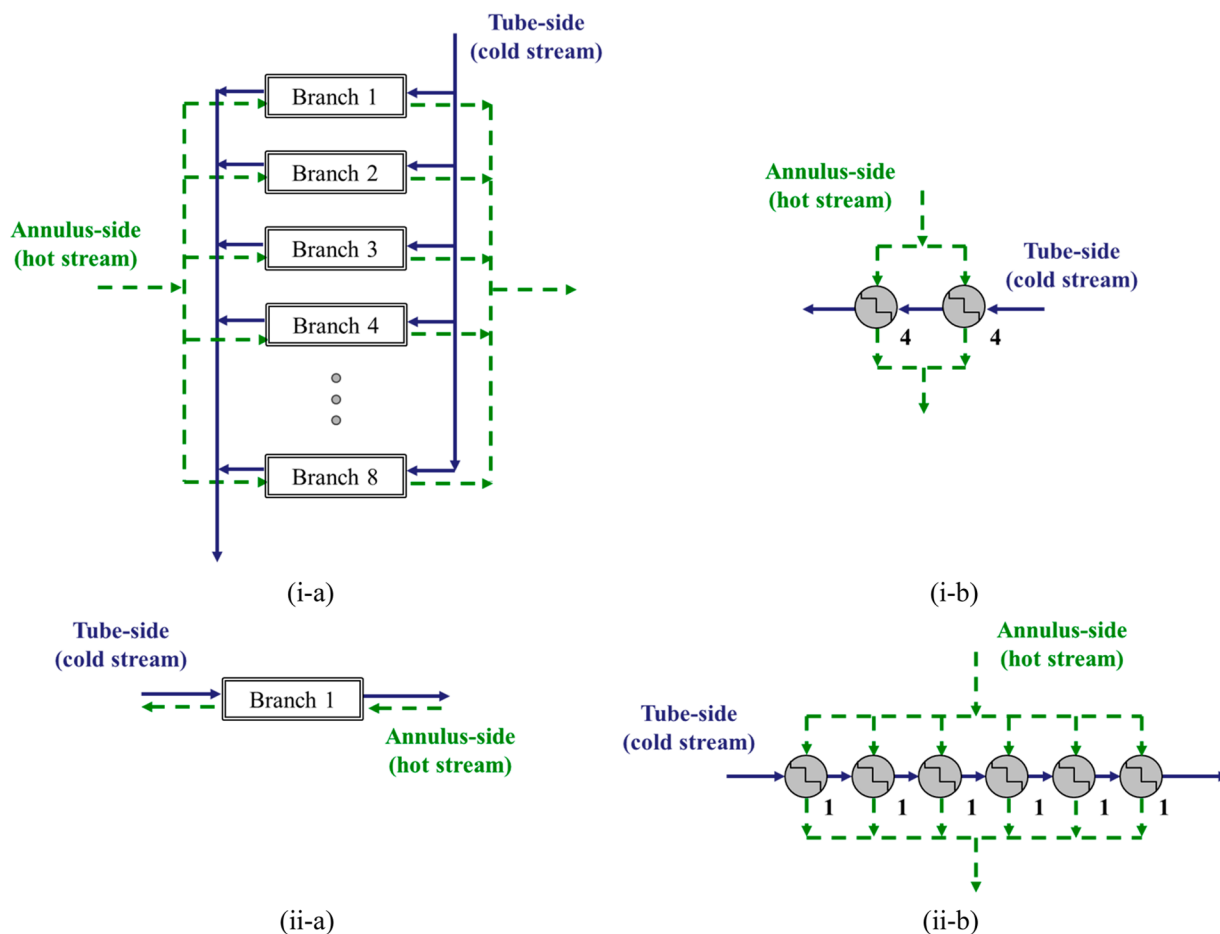 Tube-side
(cold stream)
Branch 1
Branch 2
Branch 3
Branch 4
Branch 8
Annulus-side
(hot stream)
(i-a)
Annulus-side
(hot stream)
Tube-side
(cold stream)
4
4
(i-b)
Tube-side
(cold stream)
Branch 1
Annulus-side
(hot stream)
(ii-a)
Annulus-side
(hot stream)
Tube-side
(cold stream)
1
1
1
1
1
1
(ii-b)